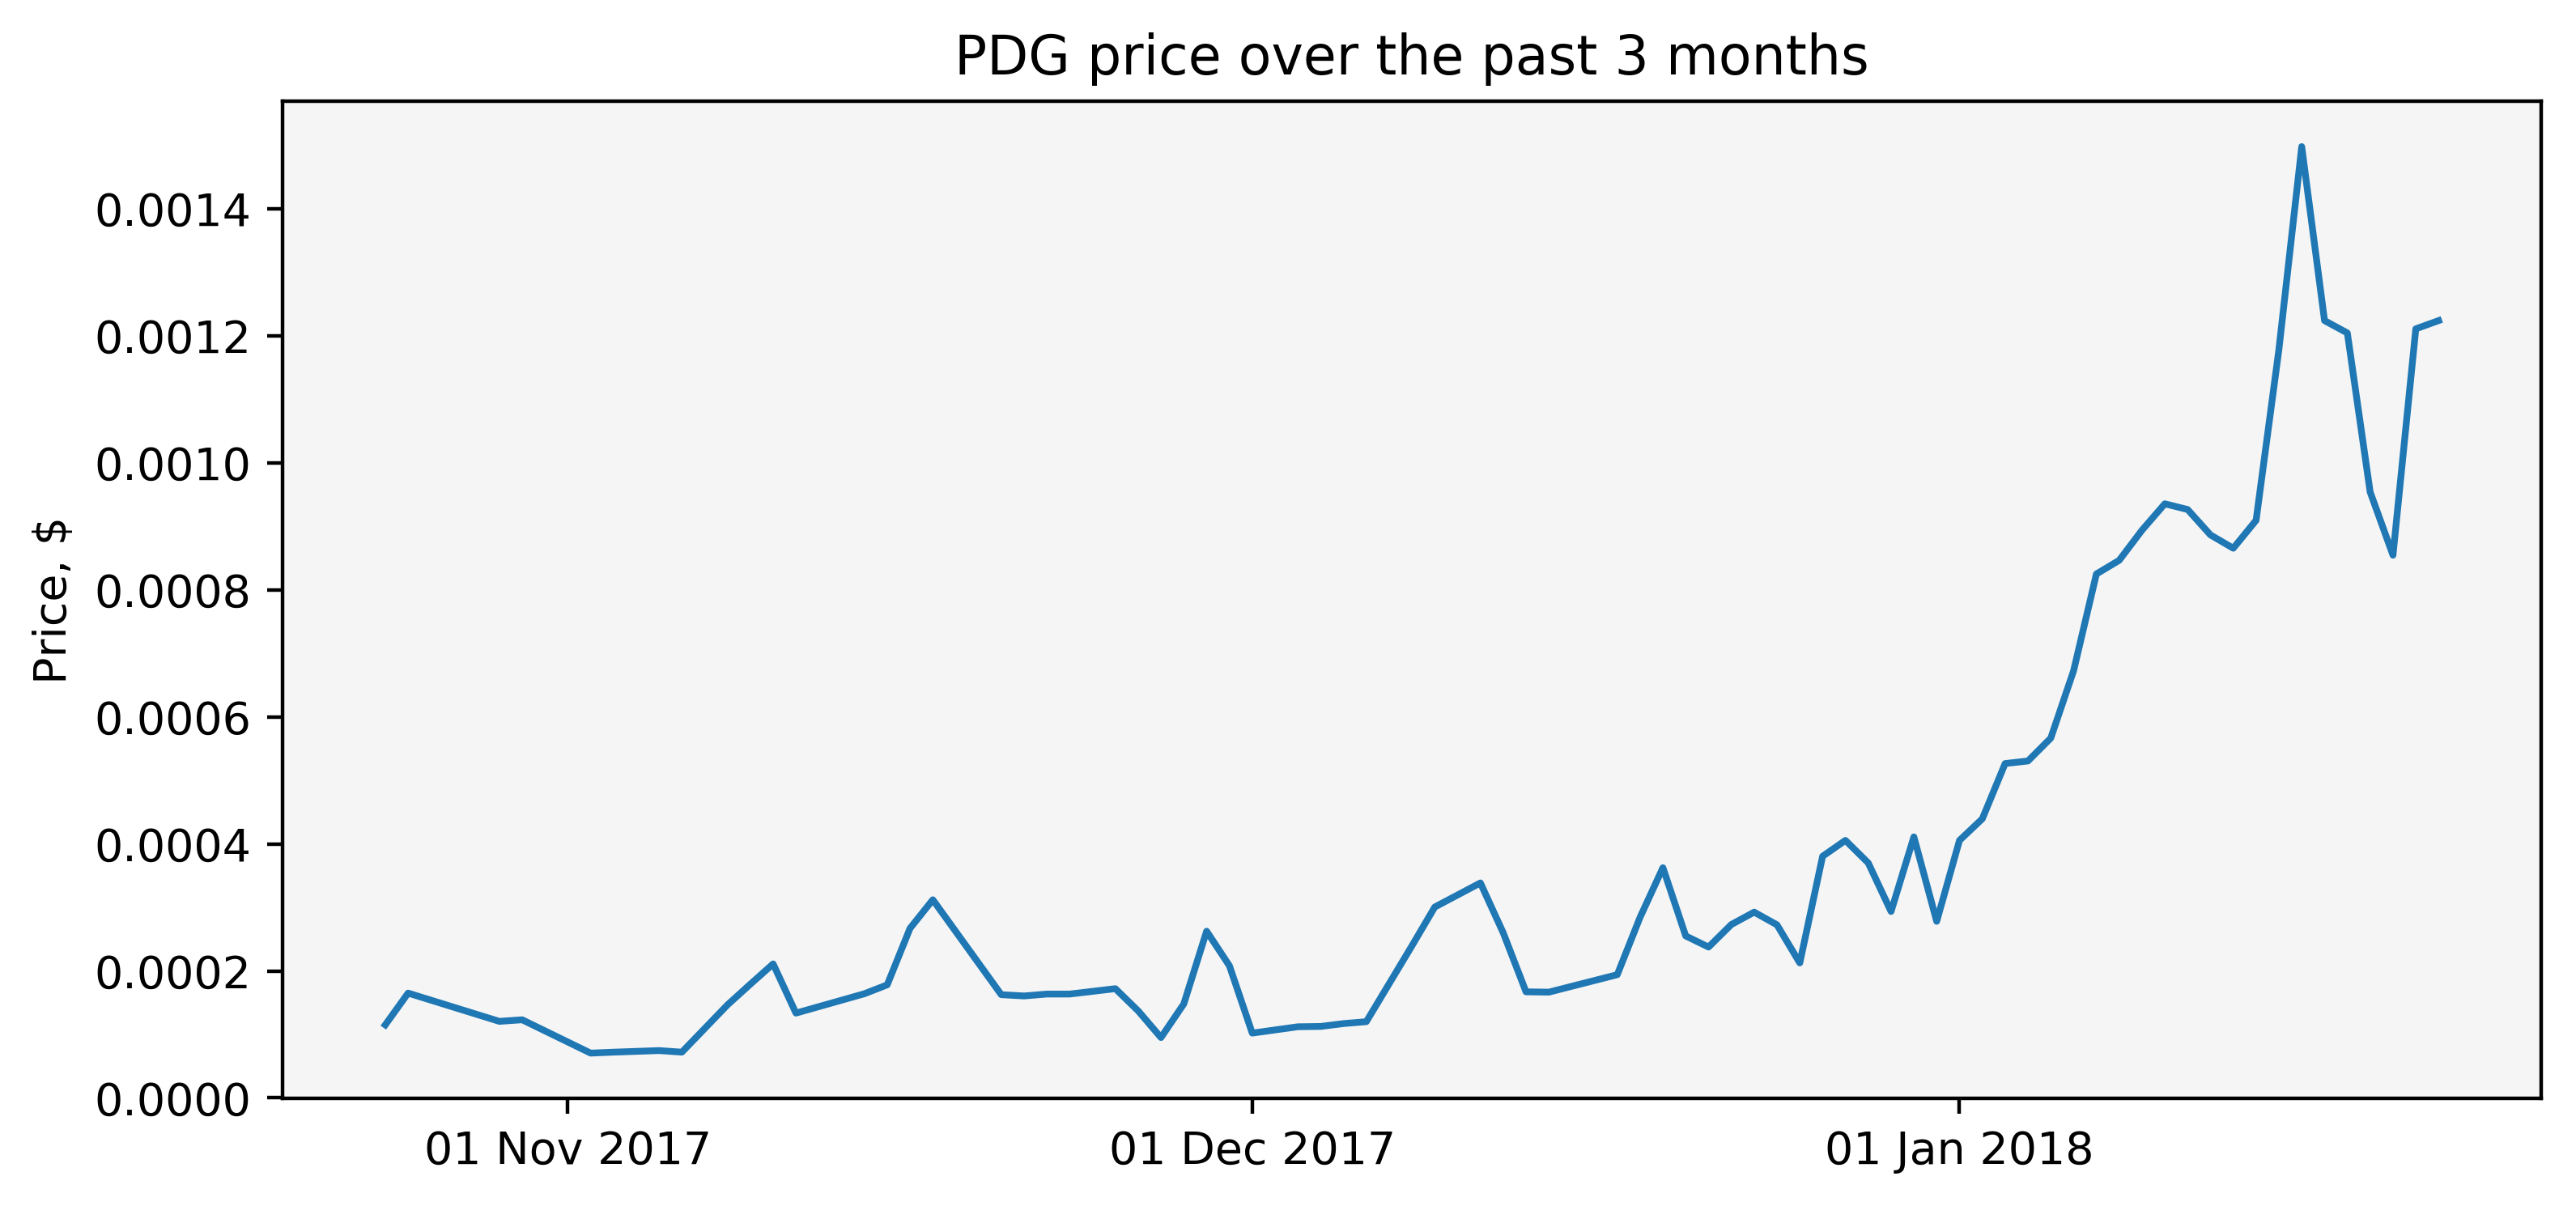 PDG price over the past 3 months
Price, $
0.0014
0.0012
0.0010
0.0008
0.0006
0.0004
0.0002
0.0000
01 Nov 2017
01 Dec 2017
01 Jan 2018